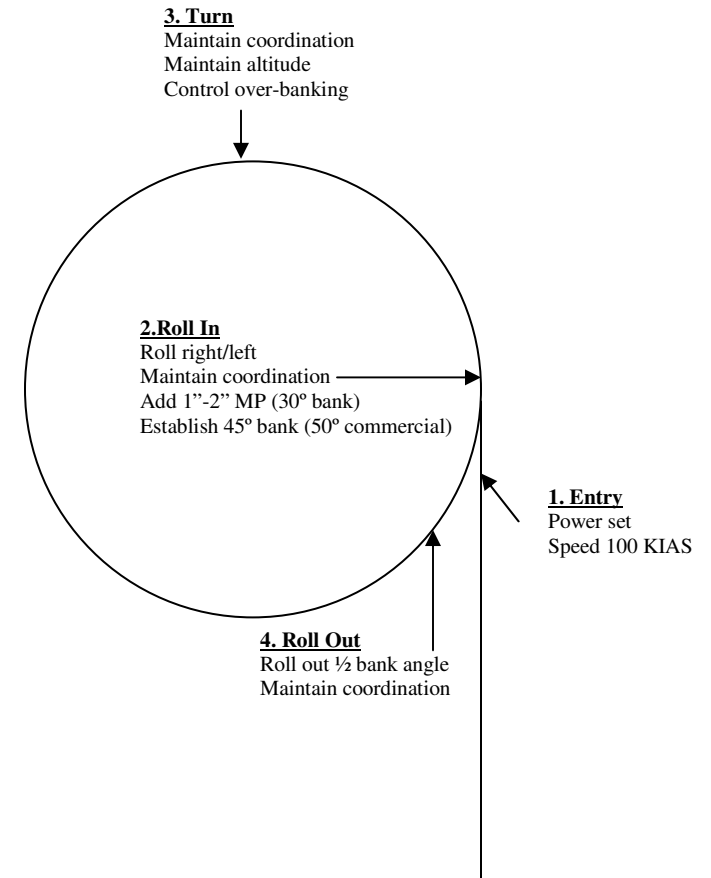 3. Turn
Maintain coordination
Maintain altitude
Control over-banking
2.Roll In
Roll right/left
Maintain coordination
Add 1”-2” MP (30º bank)
Establish 45º bank (50º commercial)
1. Entry
Power set
Speed 100 KIAS
4. Roll Out
Roll out ½ bank angle
Maintain coordination